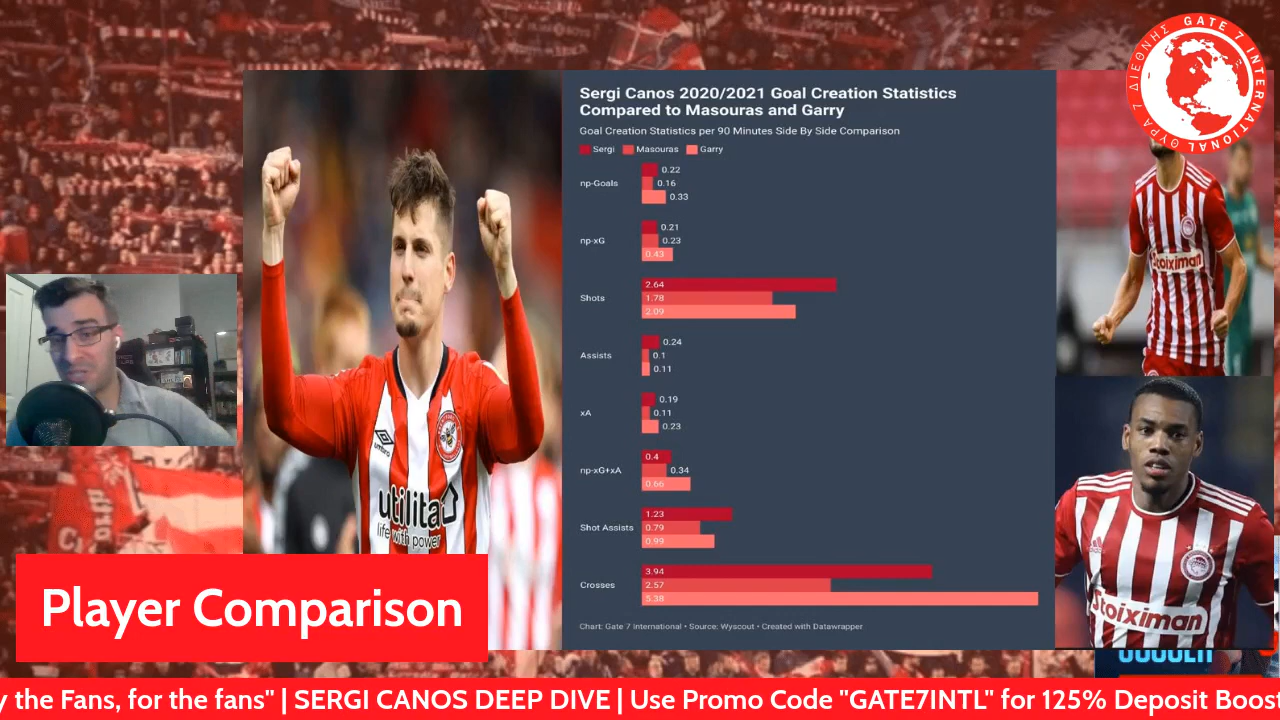 ΘΥΡΑ 7 ΔΙΕΘΝΗΣ GATE 7 INTERNATIONAL
Sergi Canos 2020/2021 Goal Creation Statistics
Compared to Masouras and Garry
Goal Creation Statistics per 90 Minutes Side By Side Comparison
Sergi Masouras Garry
np-Goals 0.22 0.16 0.33
np-xG 0.21 0.23 0.43
Shots 2.64 1.78 2.09
Assists 0.24 0.1 0.11
xA 0.19 0.11 0.23
np-xG+xA 0.4 0.34 0.66
Shot Assists 1.23 0.79 0.99
Crosses 3.94 2.57 5.38
Chart: Gate 7 International • Source: Wyscout • Created with Datawrapper
Stoiximan
umbro
utilita
life with power
Stoiximan
Player Comparison
y the Fans, for the fans" | SERGI CANOS DEEP DIVE | Use Promo Code "GATE7INTL" for 125% Deposit Boost